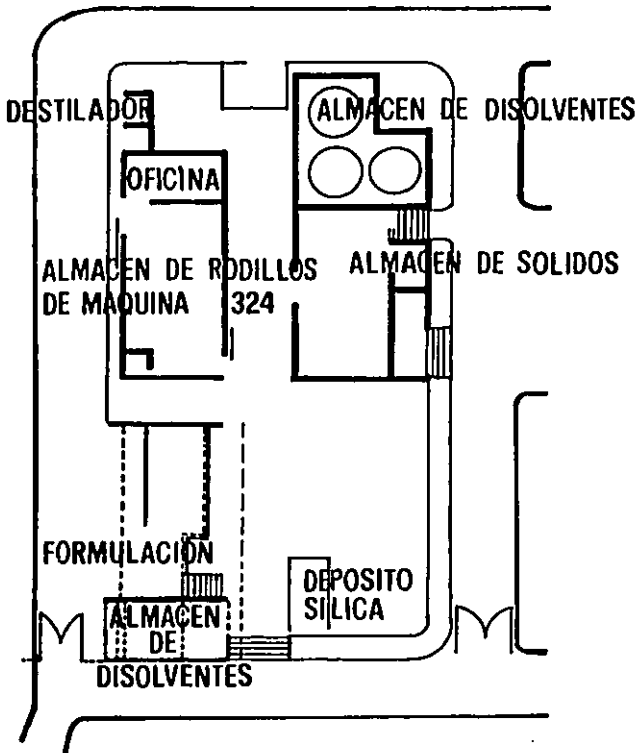 DESTILADOR
ALMACEN DE DISOLVENTES
OFICINA
ALMACEN DE RODILLOS
DE MAQUINA 324
ALMACEN DE SOLIDOS
FORMULACIÓN
DEPOSITO
SILICA
ALMACEN
DE
DISOLVENTES